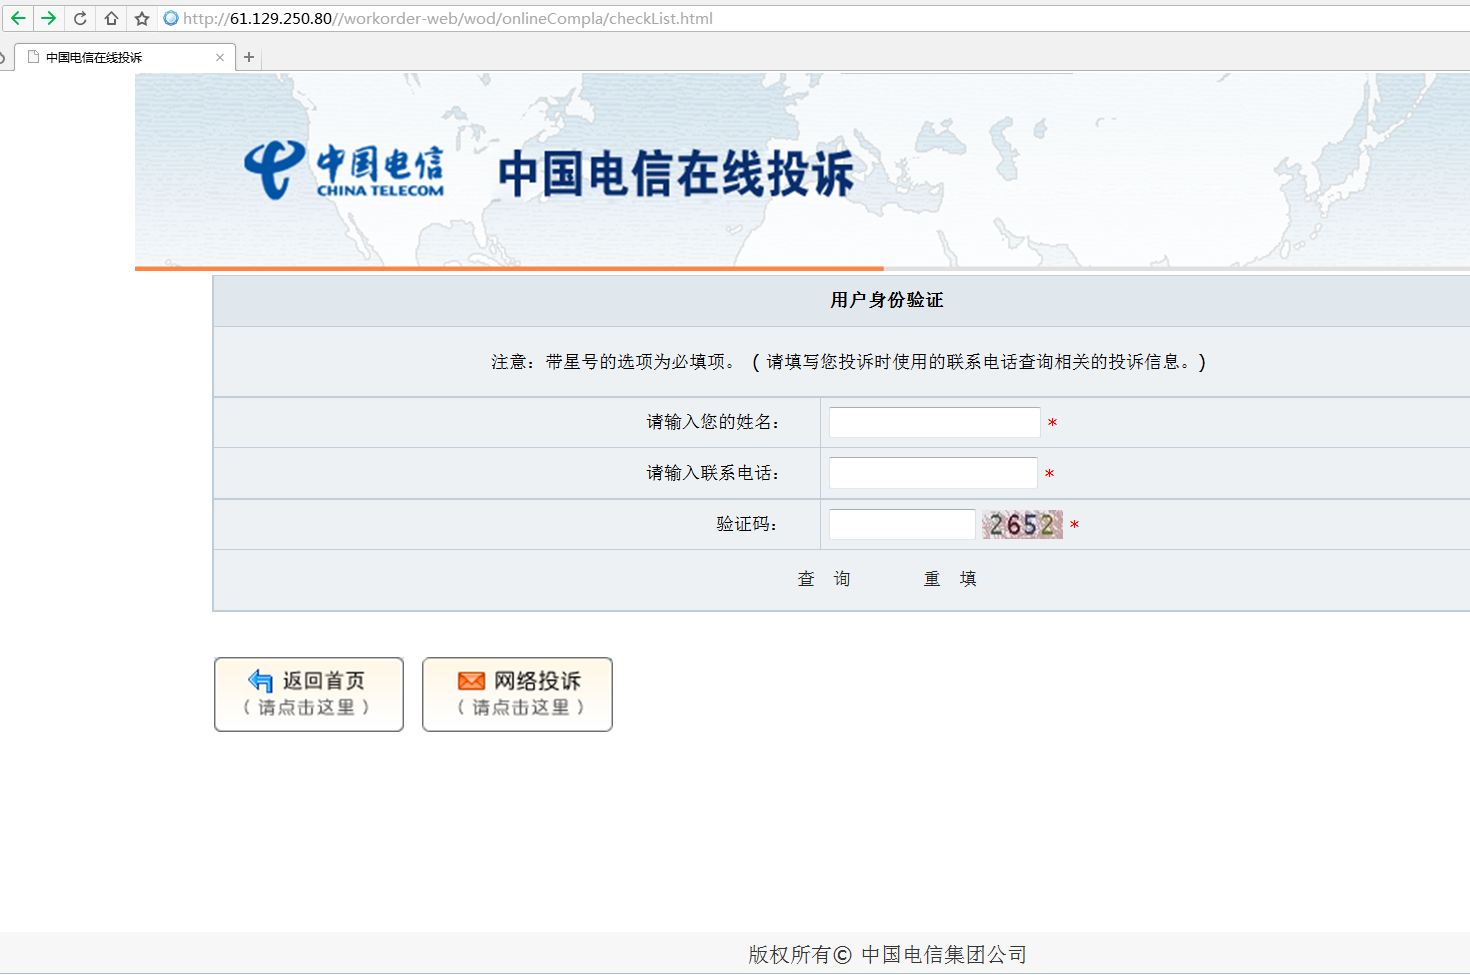 http://61.129.250.80//workorder-web/wod/onlineCompla/checkList.html
中国电信在线投诉
中国电信
CHINA TELECOM
中国电信在线投诉
用户身份验证
注意：带星号的选项为必填项。（请填写您投诉时使用的联系电话查询相关的投诉信息。）
请输入您的姓名： *
请输入联系电话： *
验证码： 2652 *
查 询 重 填
返回首页
（请点击这里）
网络投诉
（请点击这里）
版权所有© 中国电信集团公司